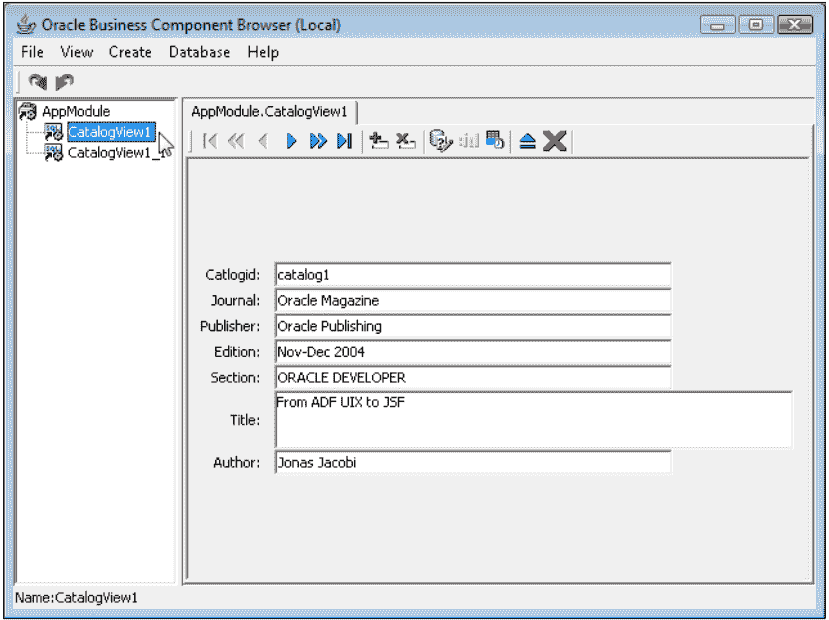 Oracle Business Component Browser (Local)
File View Create Database Help
AppModule
CatalogView1
CatalogView1_
AppModule.CatalogView1
Catlogid: catalog1
Journal: Oracle Magazine
Publisher: Oracle Publishing
Edition: Nov-Dec 2004
Section: ORACLE DEVELOPER
Title: From ADF UIX to JSF
Author: Jonas Jacobi
Name:CatalogView1